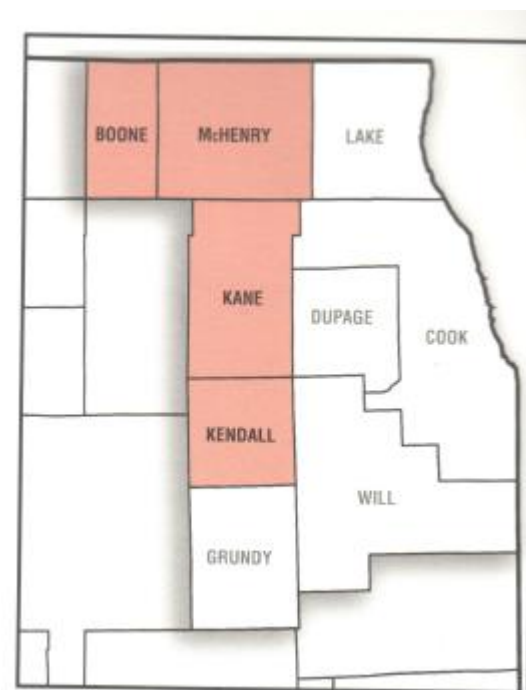 BOONE
McHENRY
LAKE
KANE
DUPAGE
COOK
KENDALL
WILL
GRUNDY